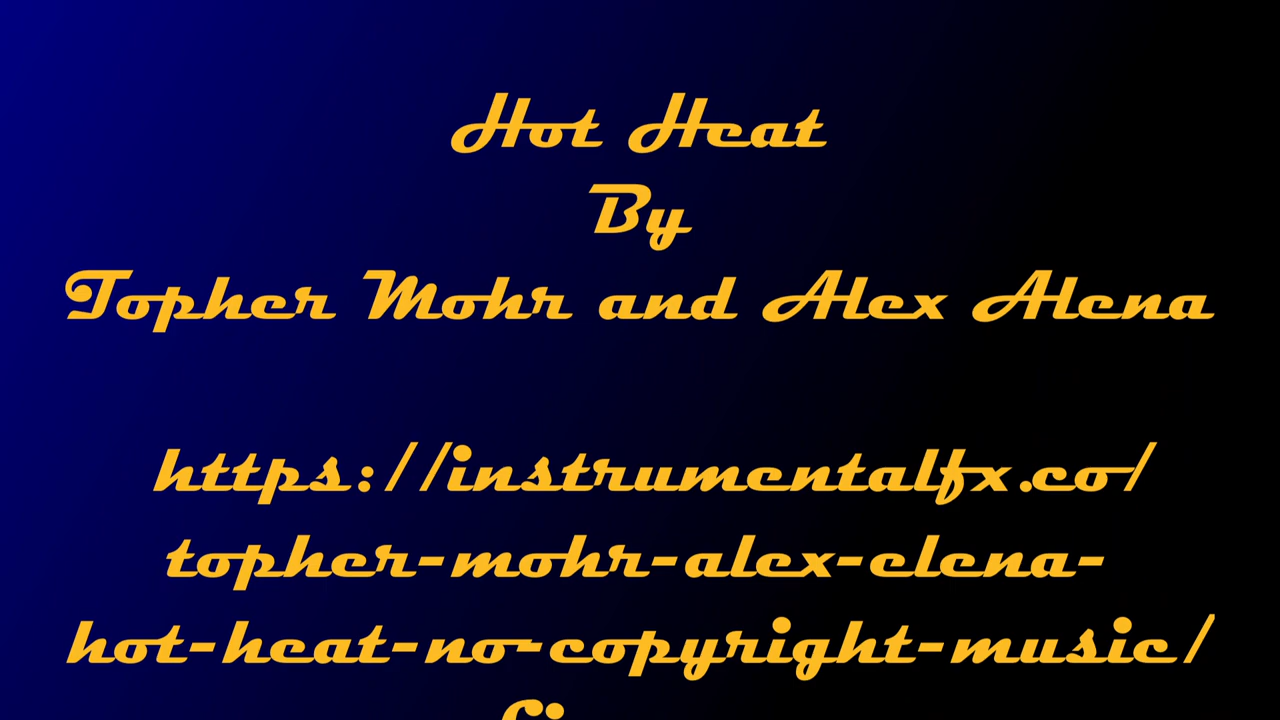 Hot Heat
By
Topher Mohr and Alex Alena
https://instrumentalfx.co/
topher-mohr-alex-elena-
hot-heat-no-copyright-music/